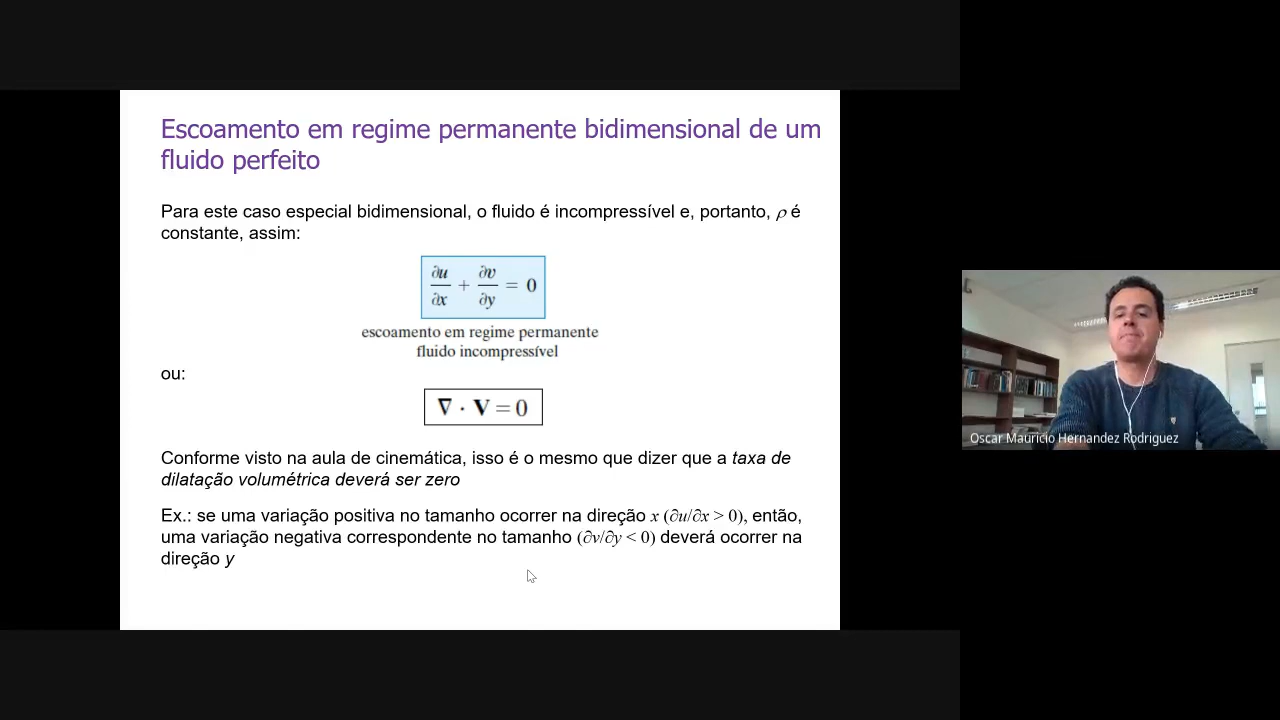 Escoamento em regime permanente bidimensional de um
fluido perfeito
Para este caso especial bidimensional, o fluido é incompressível e, portanto, ρ é
constante, assim:
∂u/∂x + ∂v/∂y = 0
escoamento em regime permanente
fluido incompressível
ou:
∇ · V = 0
Conforme visto na aula de cinemática, isso é o mesmo que dizer que a taxa de
dilatação volumétrica deverá ser zero
Ex.: se uma variação positiva no tamanho ocorrer na direção x (∂u/∂x > 0), então,
uma variação negativa correspondente no tamanho (∂v/∂y < 0) deverá ocorrer na
direção y
Oscar Mauricio Hernandez Rodriguez